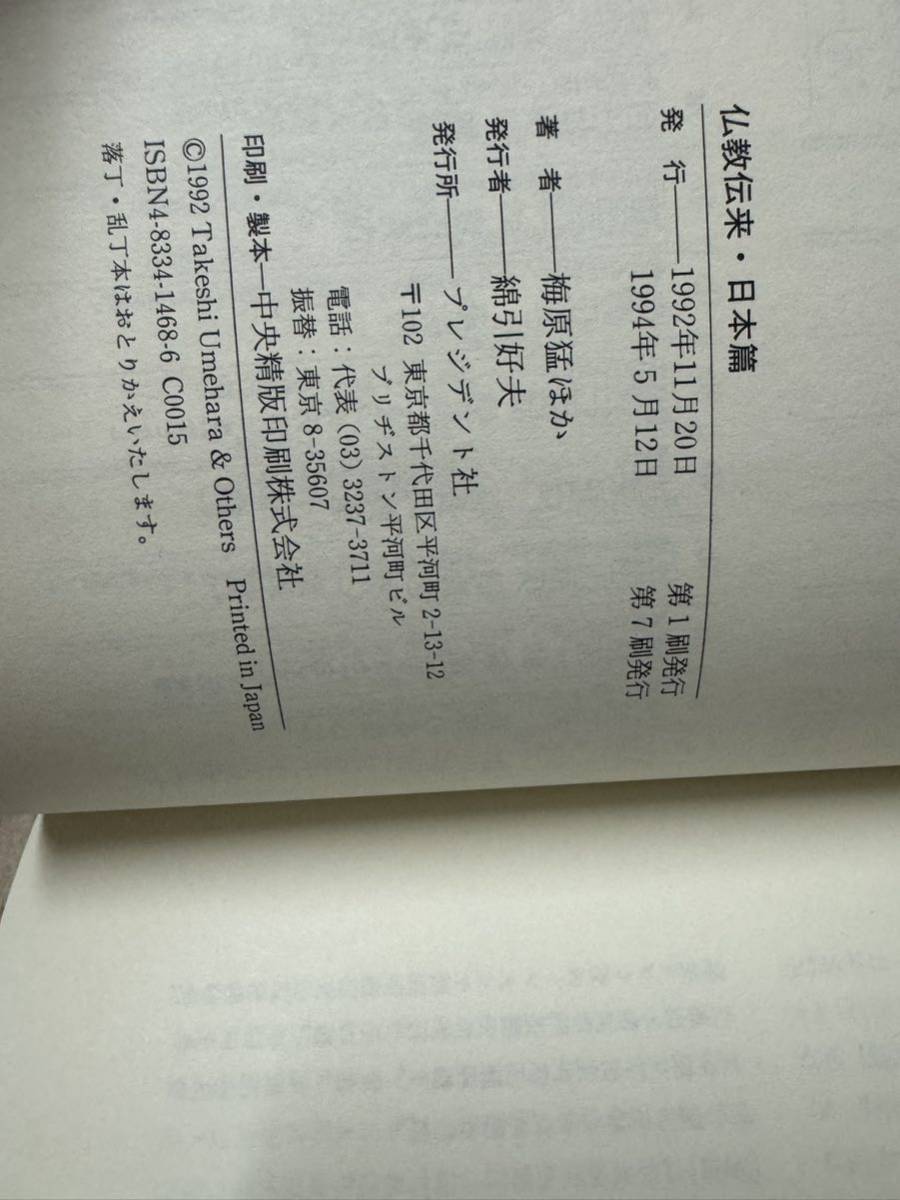 仏教伝来・日本篇
発 行――1992年11月20日 第1刷発行
1994年5月12日 第7刷発行
著 者――梅原猛ほか
発行者――綿引好夫
発行所――プレジデント社
〒102 東京都千代田区平河町2-13-12
ブリヂストン平河町ビル
電話:代表(03)3237-3711
振替:東京8-35607
印刷・製本―中央精版印刷株式会社
©1992 Takeshi Umehara & Others Printed in Japan
ISBN4-8334-1468-6 C0015
落丁・乱丁本はおとりかえいたします。